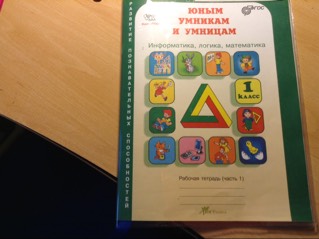 ФГОС
ЮНЫМ
УМНИКАМ
И УМНИЦАМ
Информатика, логика, математика
1
КЛАСС
Рабочая тетрадь (часть 1)
РАЗВИТИЕ ПОЗНАВАТЕЛЬНЫХ СПОСОБНОСТЕЙ